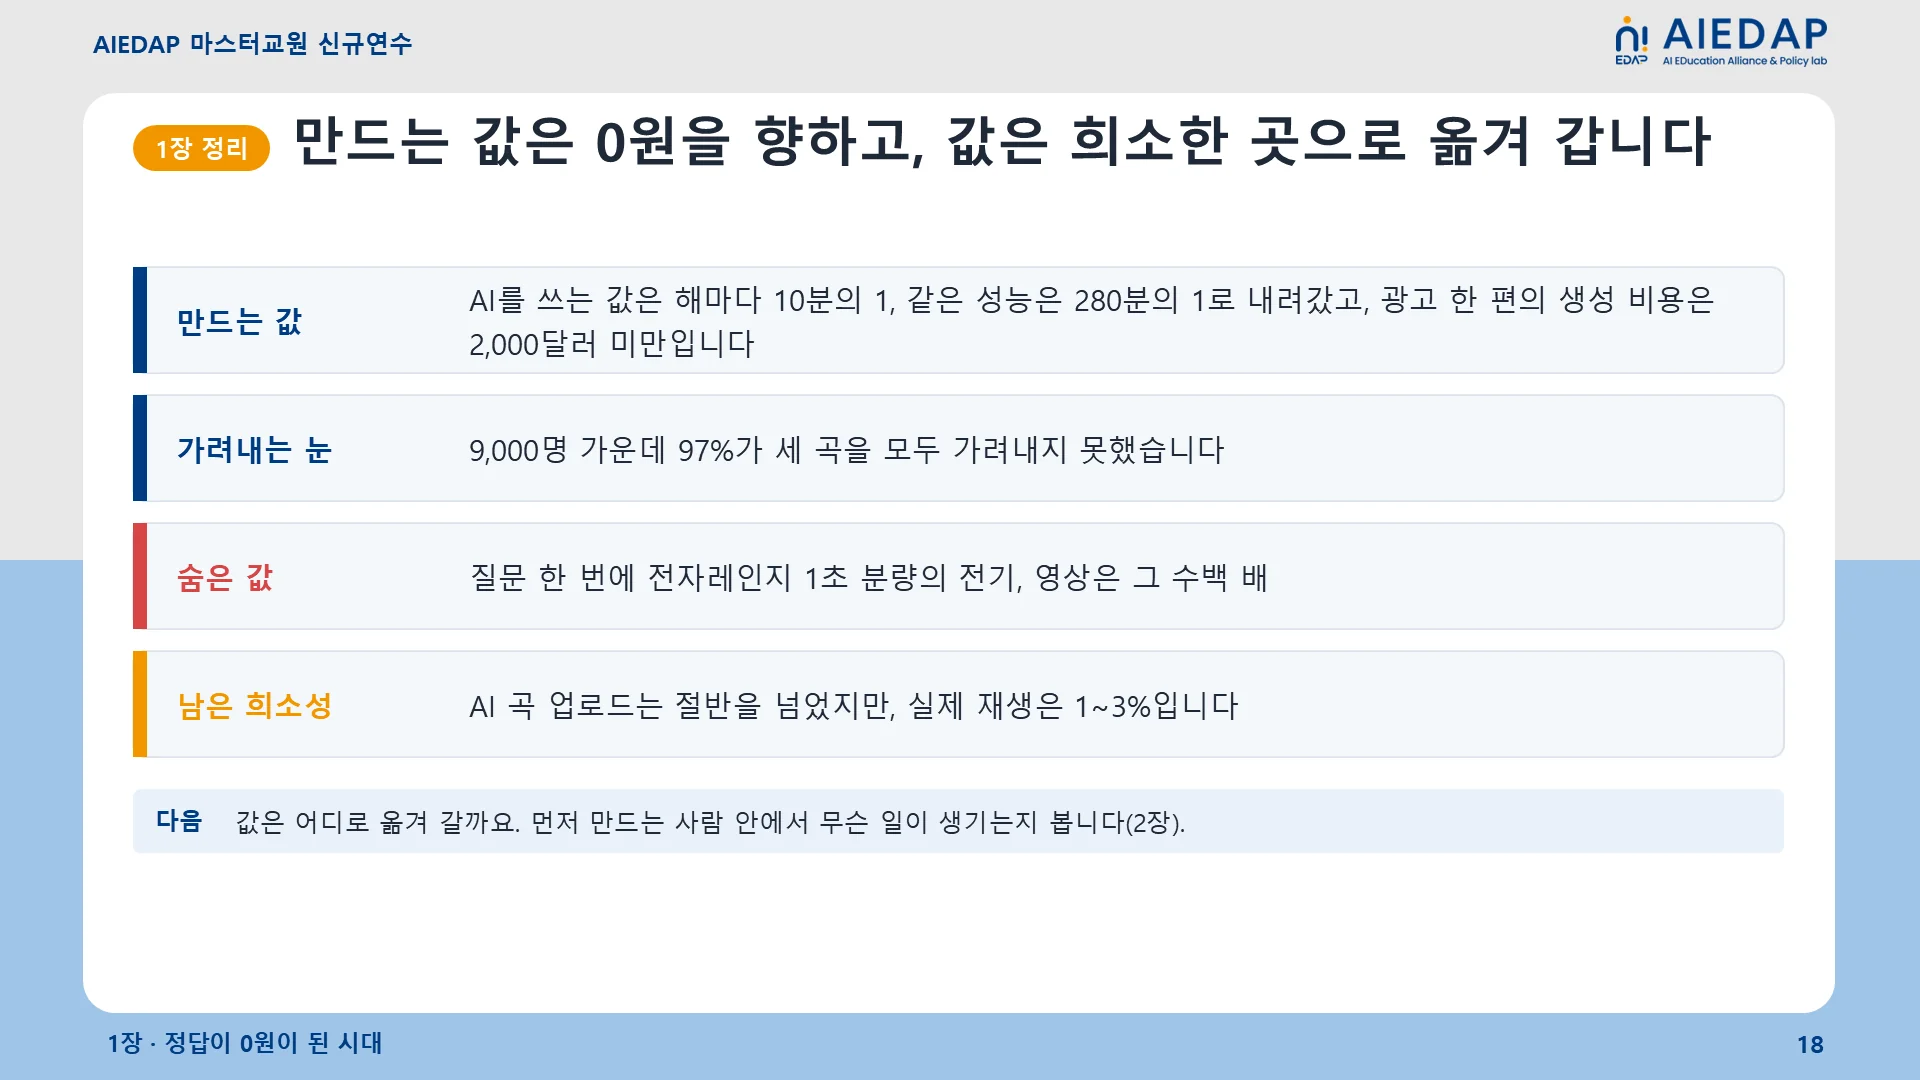 AIEDAP 마스터교원 신규연수
EDAP
AIEDAP
AI EDucation Alliance & Policy lab
1장 정리
만드는 값은 0원을 향하고, 값은 희소한 곳으로 옮겨 갑니다
만드는 값
AI를 쓰는 값은 해마다 10분의 1, 같은 성능은 280분의 1로 내려갔고, 광고 한 편의 생성 비용은
2,000달러 미만입니다
가려내는 눈
9,000명 가운데 97%가 세 곡을 모두 가려내지 못했습니다
숨은 값
질문 한 번에 전자레인지 1초 분량의 전기, 영상은 그 수백 배
남은 희소성
AI 곡 업로드는 절반을 넘었지만, 실제 재생은 1~3%입니다
다음 값은 어디로 옮겨 갈까요. 먼저 만드는 사람 안에서 무슨 일이 생기는지 봅니다(2장).
1장 · 정답이 0원이 된 시대
18